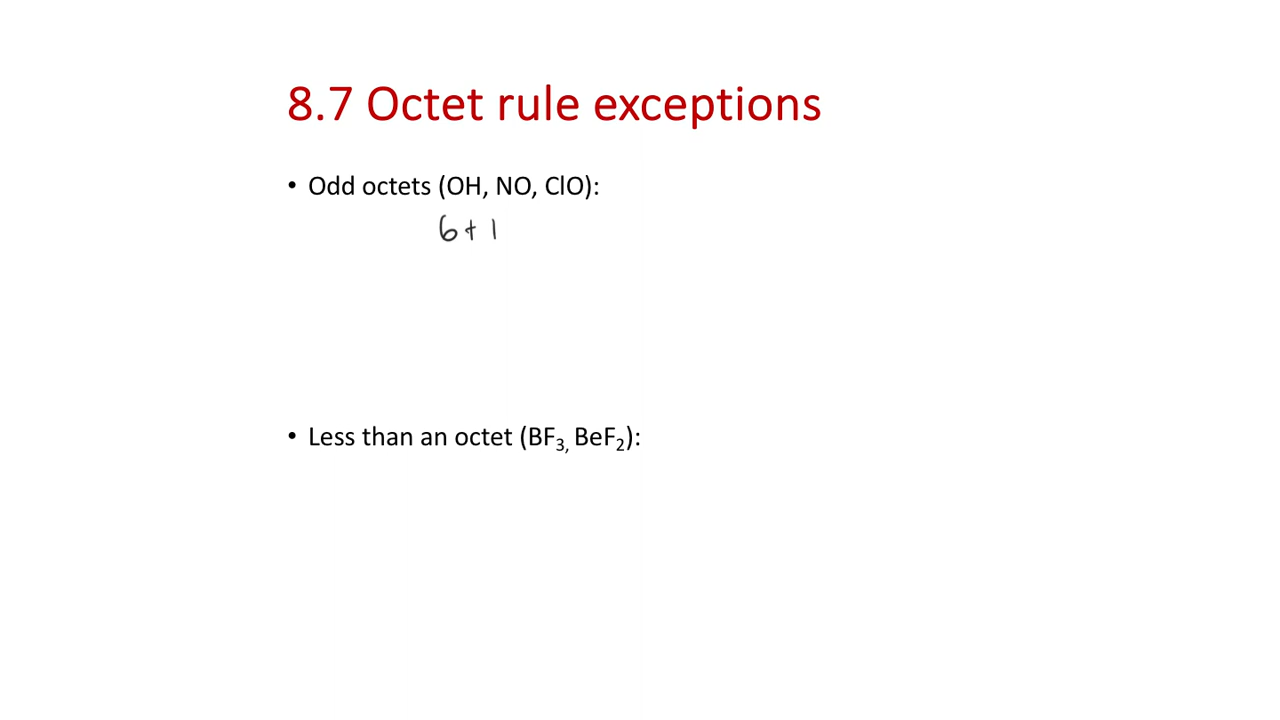 8.7 Octet rule exceptions
• Odd octets (OH, NO, ClO):
6 + 1
• Less than an octet (BF₃, BeF₂):